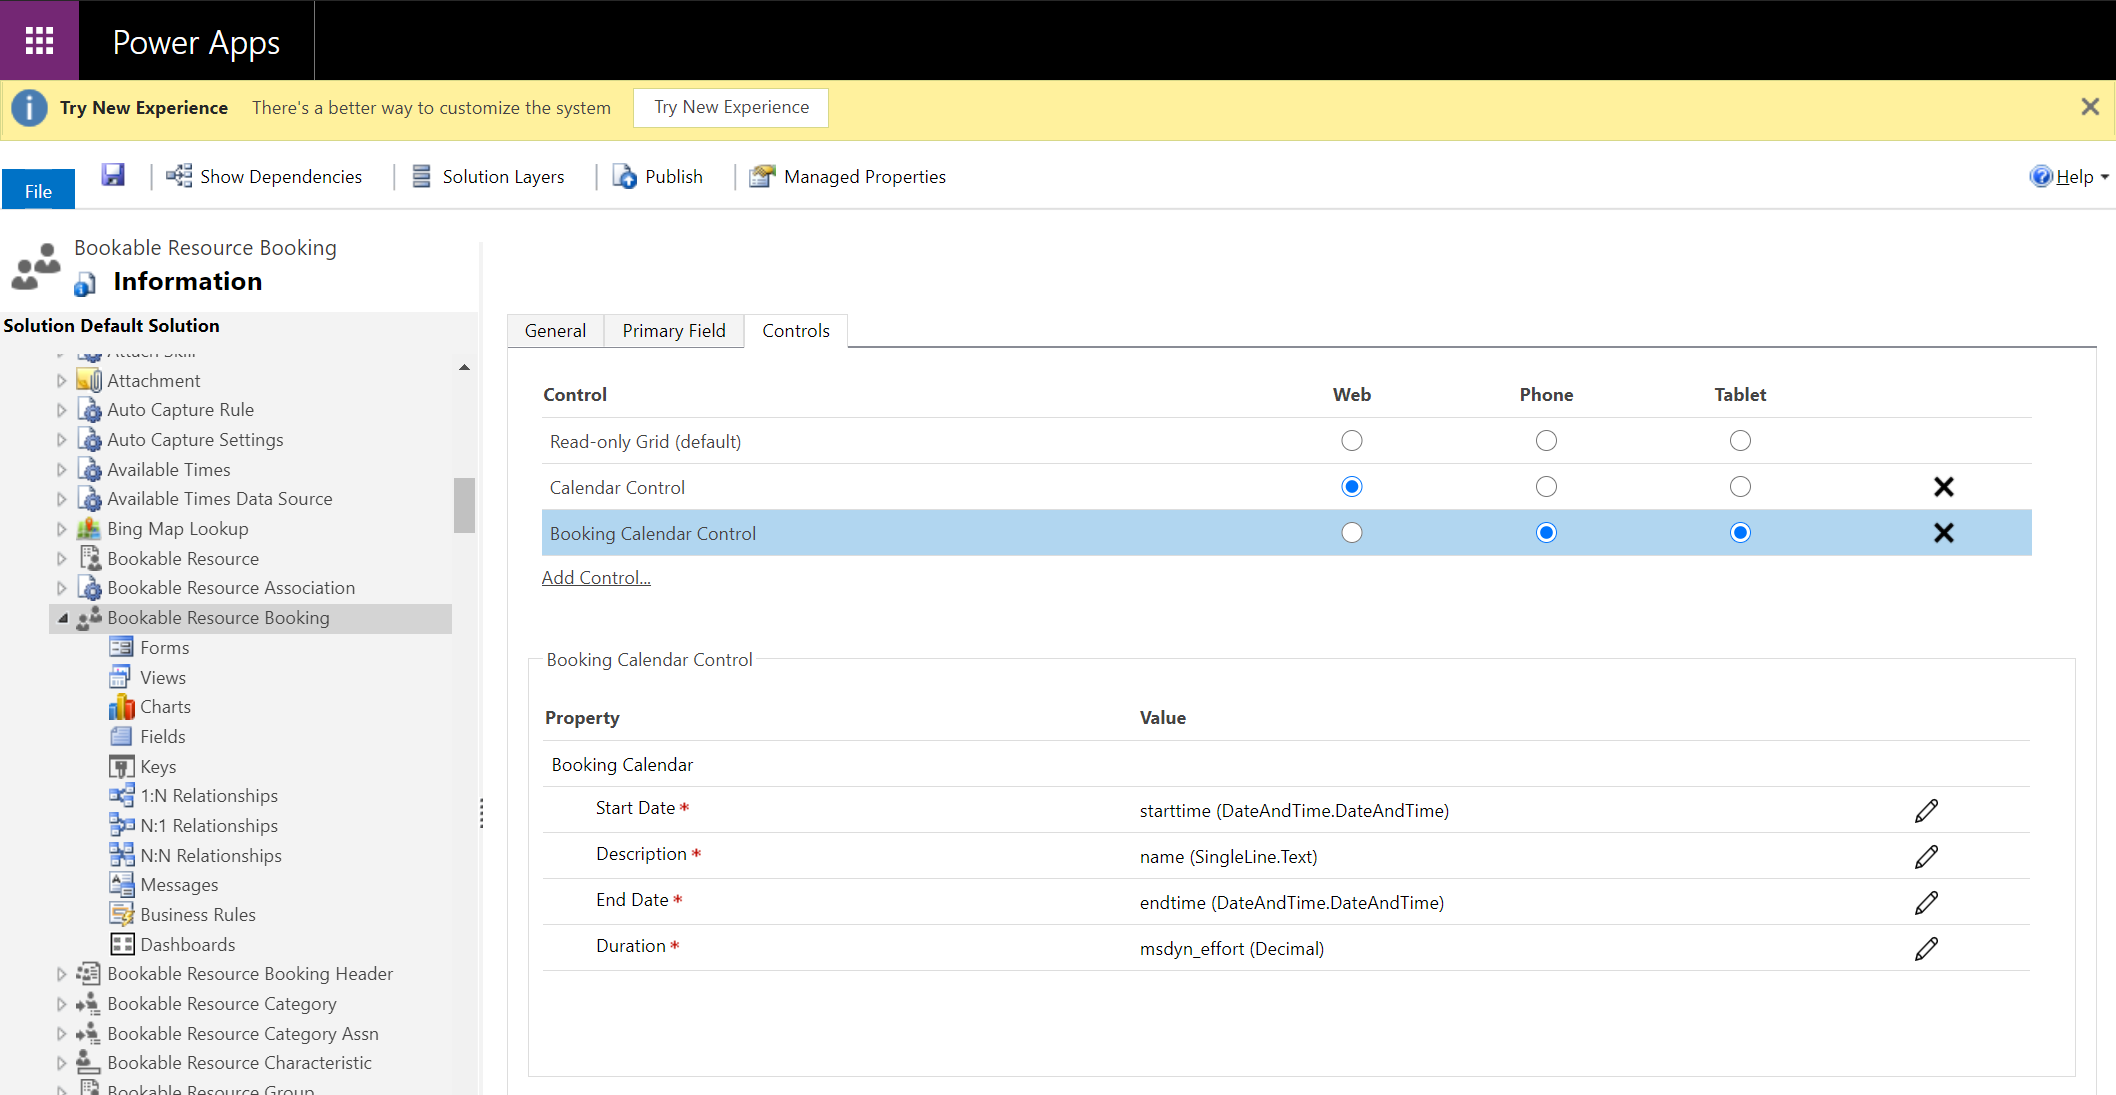 Power Apps
Try New Experience There's a better way to customize the system Try New Experience
File Show Dependencies Solution Layers Publish Managed Properties Help
Bookable Resource Booking
Information
Solution Default Solution
Attach Skill
Attachment
Auto Capture Rule
Auto Capture Settings
Available Times
Available Times Data Source
Bing Map Lookup
Bookable Resource
Bookable Resource Association
Bookable Resource Booking
Forms
Views
Charts
Fields
Keys
1:N Relationships
N:1 Relationships
N:N Relationships
Messages
Business Rules
Dashboards
Bookable Resource Booking Header
Bookable Resource Category
Bookable Resource Category Assn
Bookable Resource Characteristic
Bookable Resource Group
General Primary Field Controls
Control Web Phone Tablet
Read-only Grid (default)
Calendar Control
Booking Calendar Control
Add Control...
Booking Calendar Control
Property Value
Booking Calendar
Start Date * starttime (DateAndTime.DateAndTime)
Description * name (SingleLine.Text)
End Date * endtime (DateAndTime.DateAndTime)
Duration * msdyn_effort (Decimal)